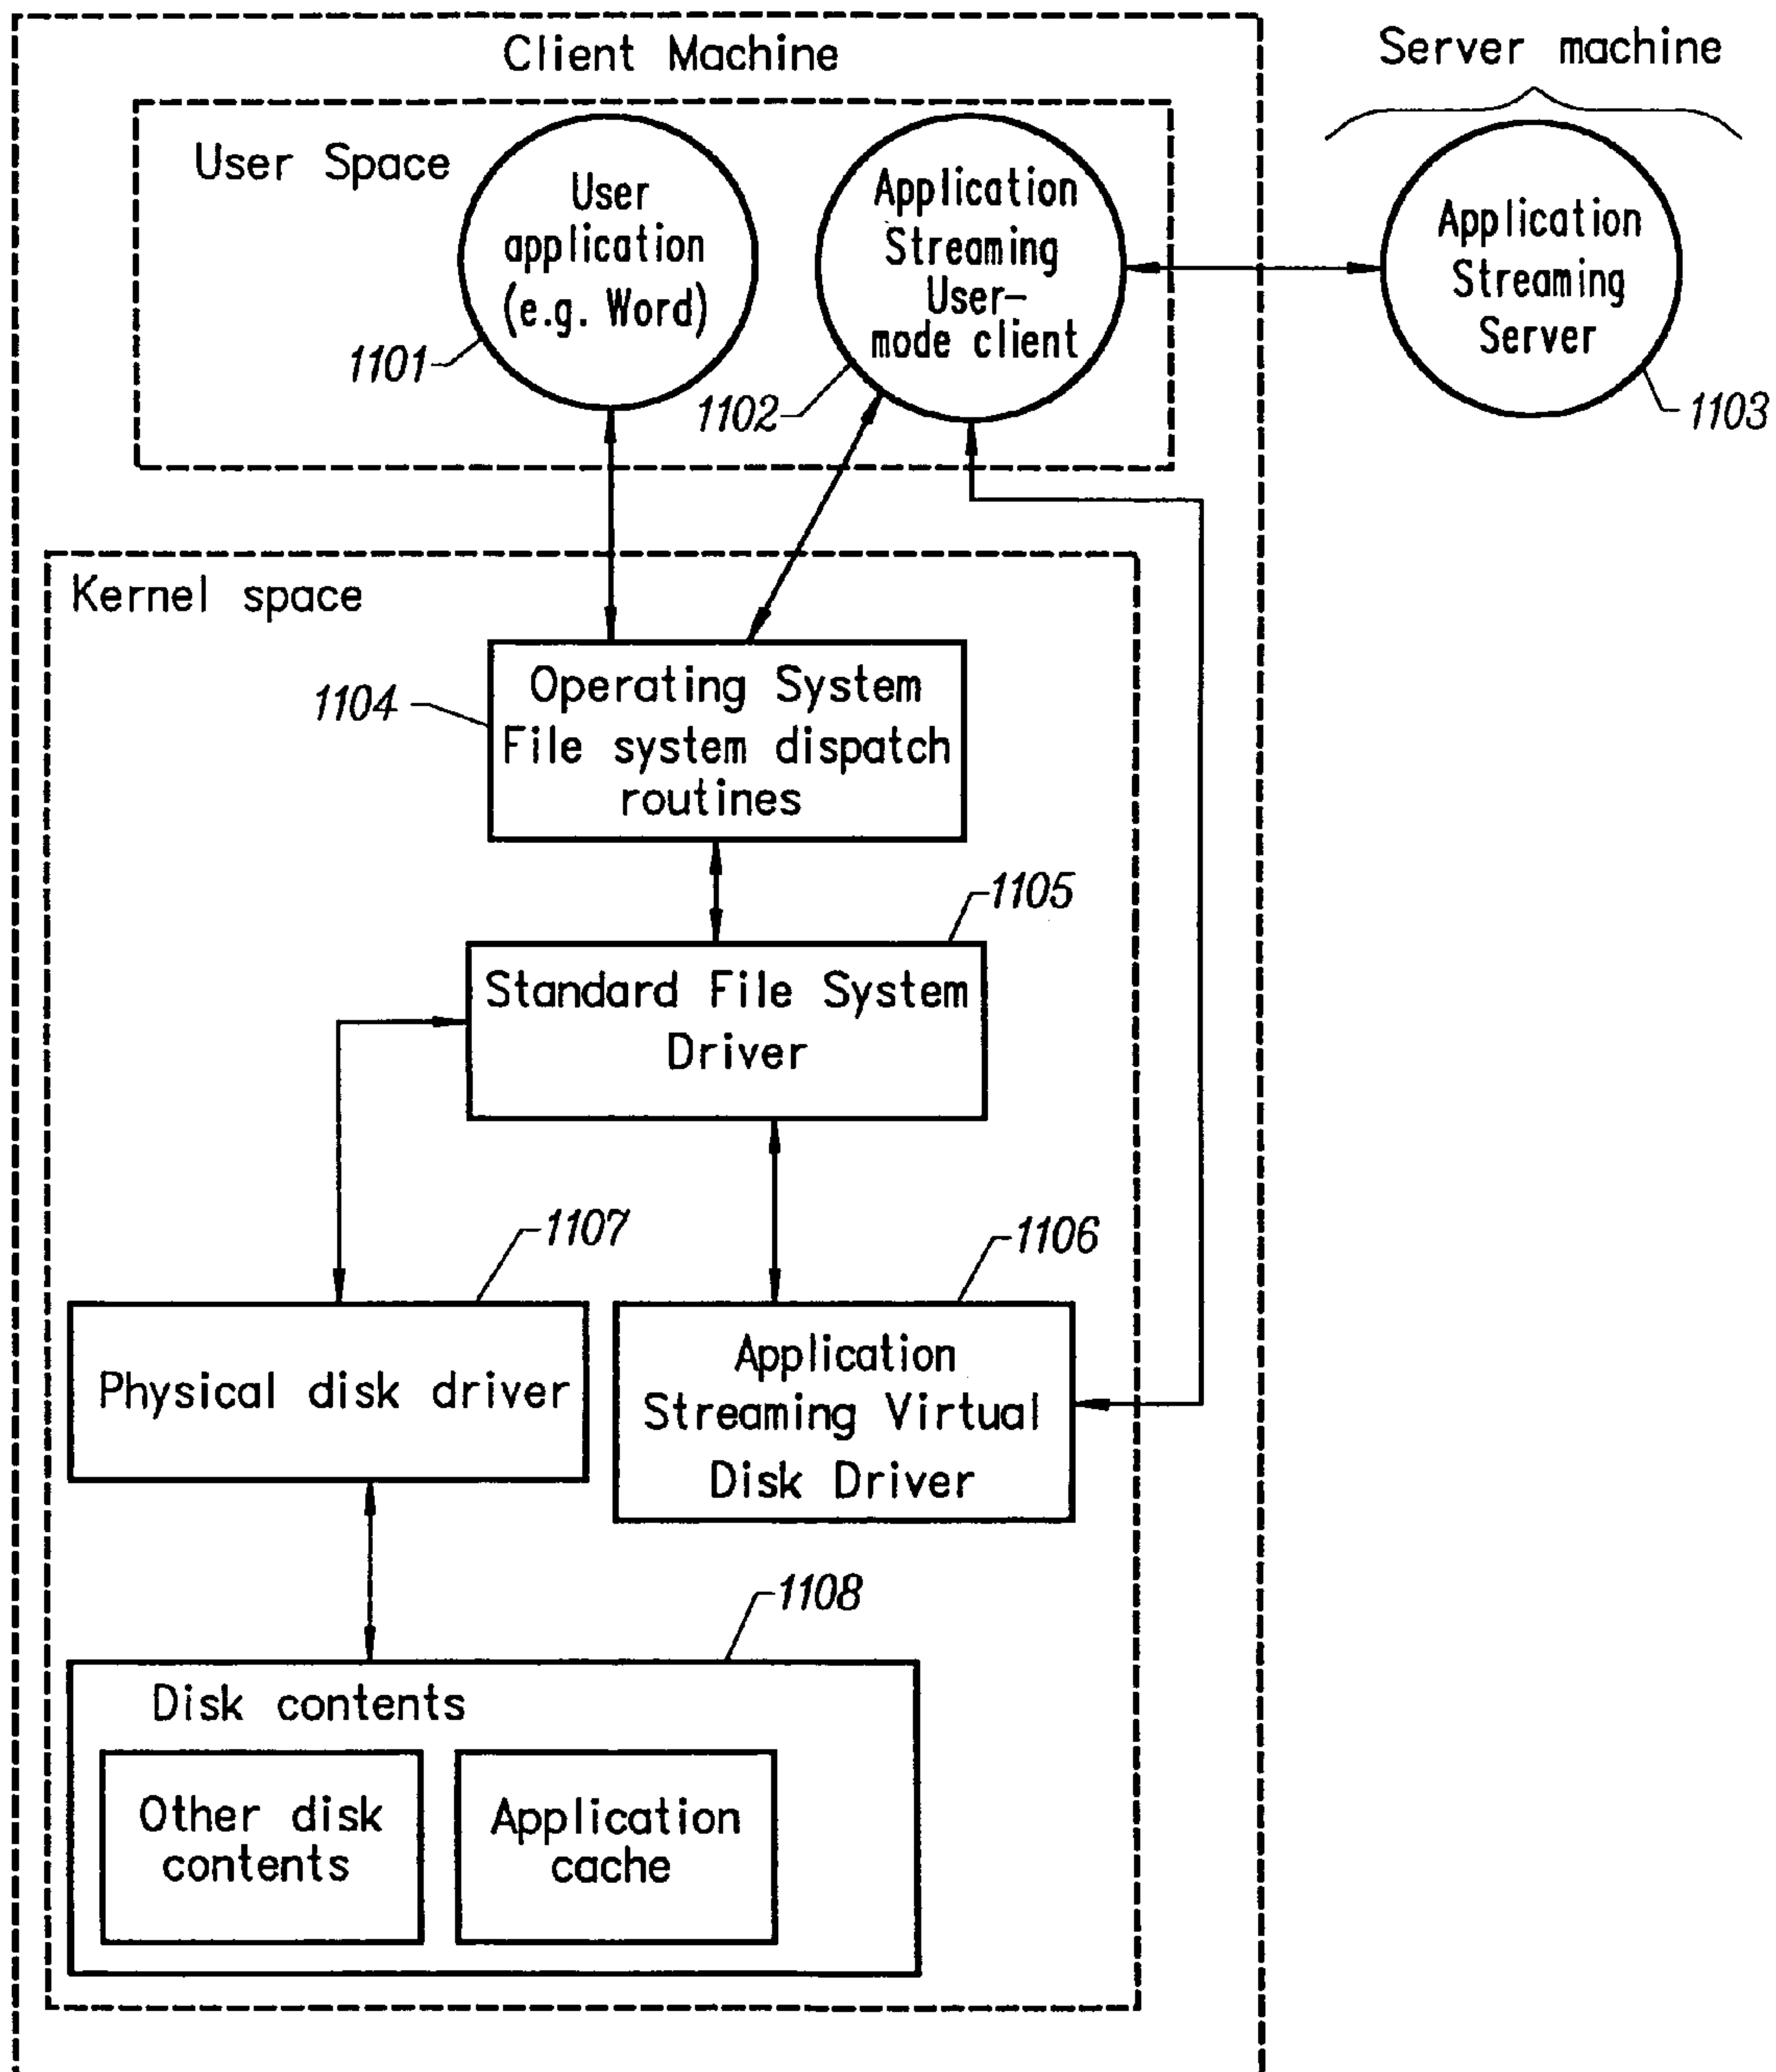 Client Machine
Server machine
User Space
User
application
(e.g. Word)
1101
Application
Streaming
User-
mode client
1102
Application
Streaming
Server
1103
Kernel space
Operating System
File system dispatch
routines
1104
1105
Standard File System
Driver
1107
Physical disk driver
1106
Application
Streaming Virtual
Disk Driver
1108
Disk contents
Other disk
contents
Application
cache